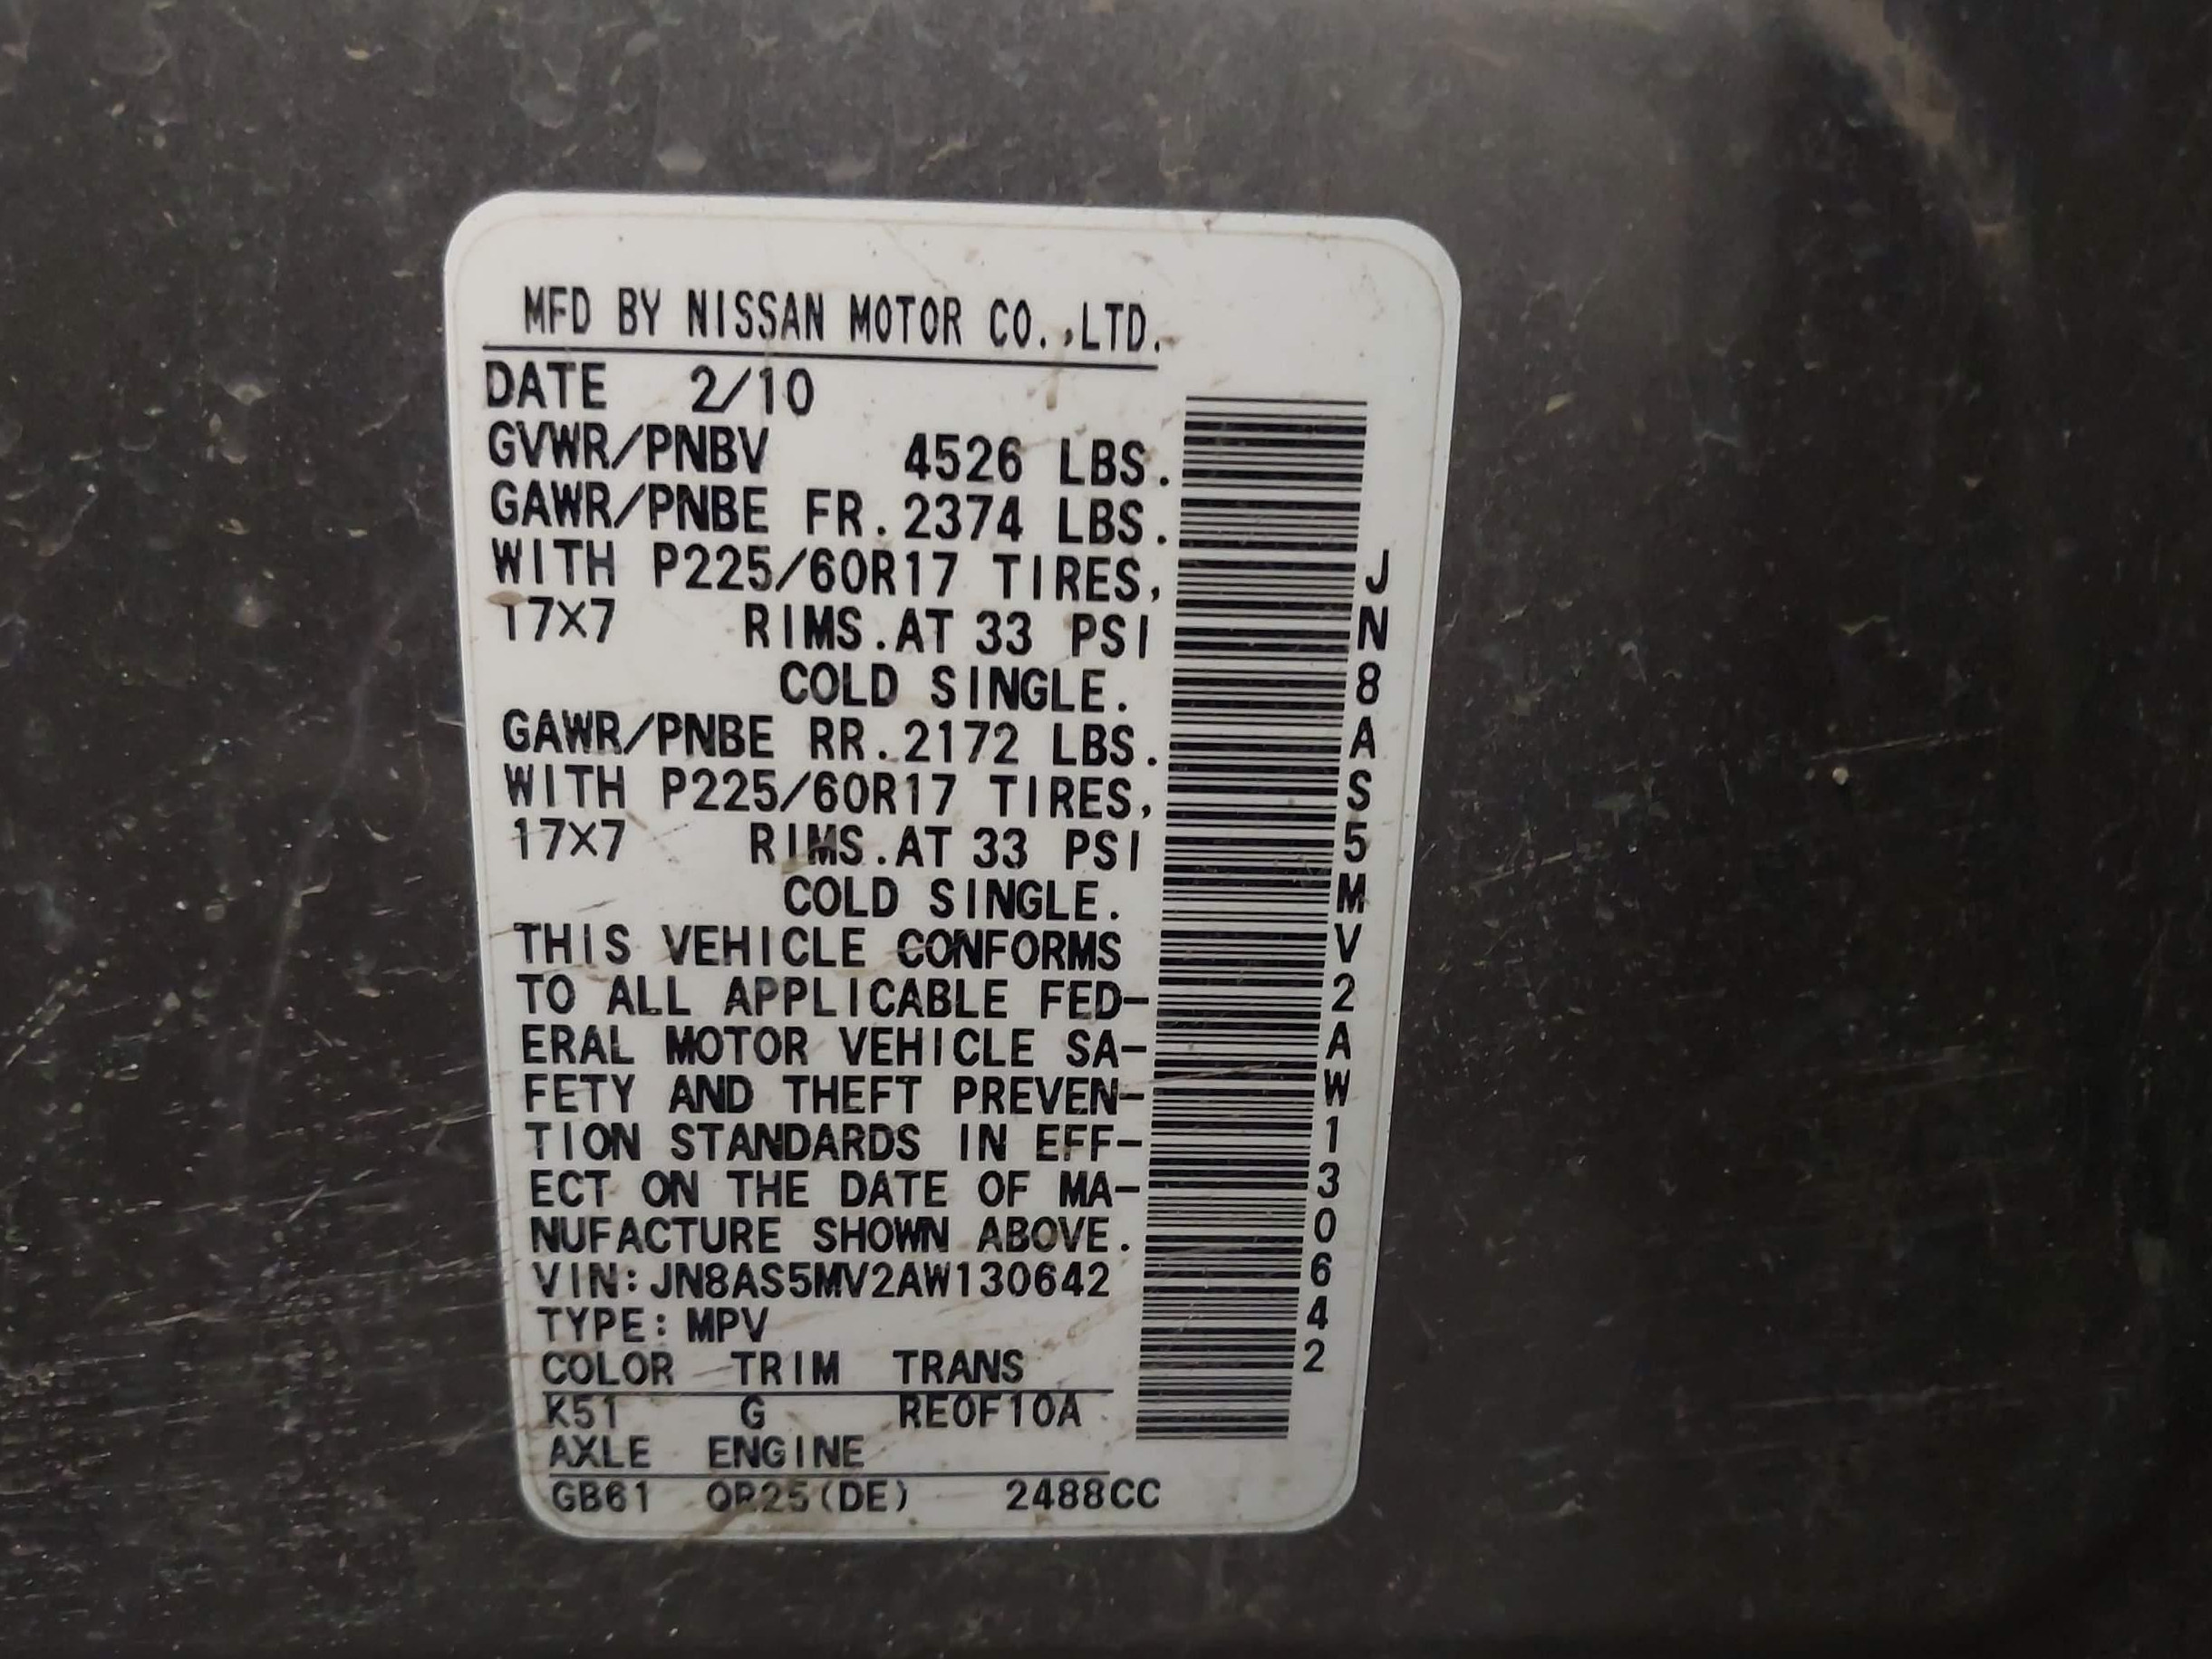 MFD BY NISSAN MOTOR CO.,LTD.
DATE 2/10
GVWR/PNBV 4526 LBS.
GAWR/PNBE FR.2374 LBS.
WITH P225/60R17 TIRES,
17X7 RIMS.AT 33 PSI
COLD SINGLE.
GAWR/PNBE RR.2172 LBS.
WITH P225/60R17 TIRES,
17X7 RIMS.AT 33 PSI
COLD SINGLE.
THIS VEHICLE CONFORMS
TO ALL APPLICABLE FED-
ERAL MOTOR VEHICLE SA-
FETY AND THEFT PREVEN-
TION STANDARDS IN EFF-
ECT ON THE DATE OF MA-
NUFACTURE SHOWN ABOVE.
VIN:JN8AS5MV2AW130642
TYPE:MPV
COLOR TRIM TRANS
K51 G RE0F10A
AXLE ENGINE
GB61 QR25(DE) 2488CC
JN8AS5MV2AW130642